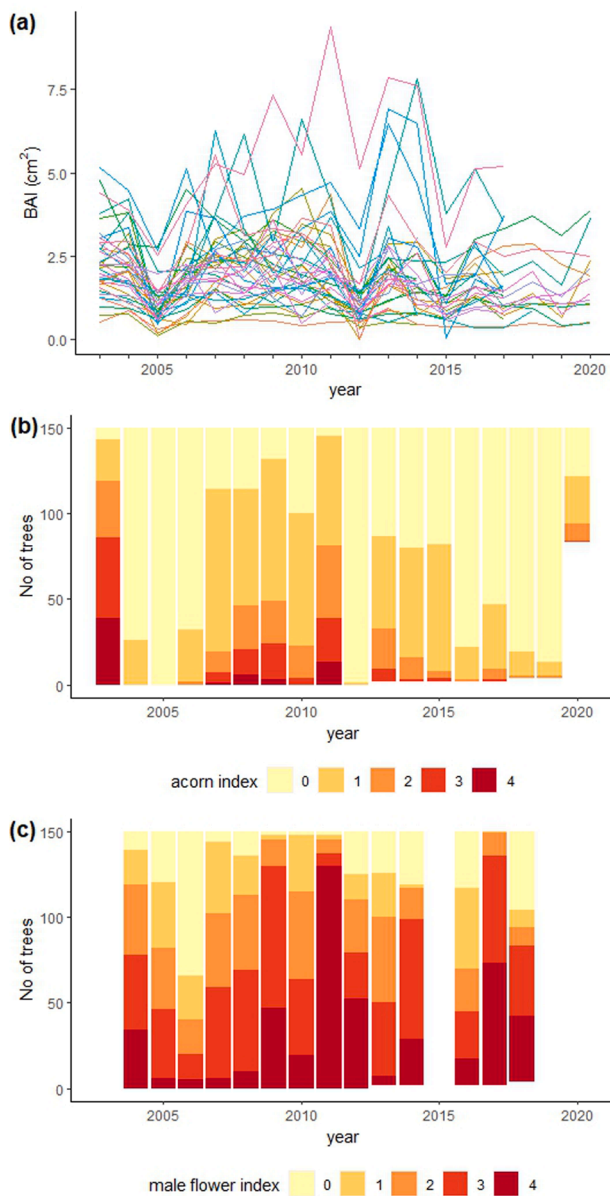 (a)
7.5
5.0
2.5
0.0
BAI (cm²)
2005 2010 2015 2020
year
(b)
150
100
50
0
No of trees
2005 2010 2015 2020
year
acorn index 0 1 2 3 4
(c)
150
100
50
0
No of trees
2005 2010 2015 2020
year
male flower index 0 1 2 3 4